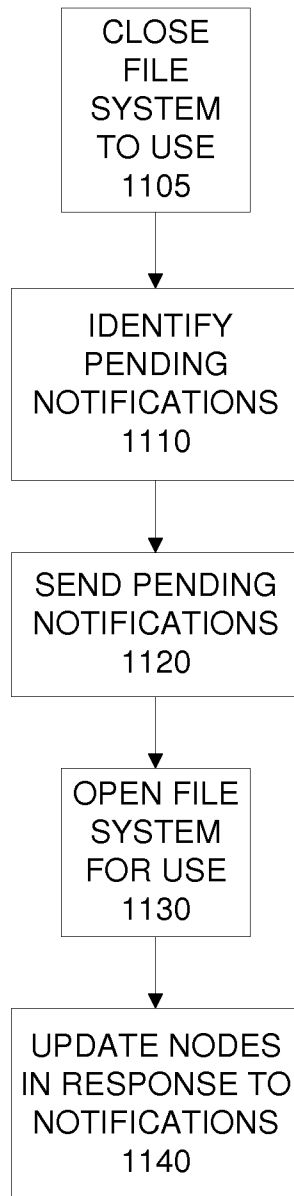 CLOSE
FILE
SYSTEM
TO USE
1105
IDENTIFY
PENDING
NOTIFICATIONS
1110
SEND PENDING
NOTIFICATIONS
1120
OPEN FILE
SYSTEM
FOR USE
1130
UPDATE NODES
IN RESPONSE TO
NOTIFICATIONS
1140